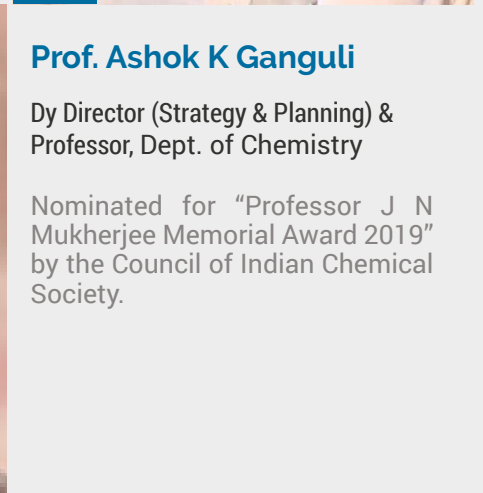 Prof. Ashok K Ganguli
Dy Director (Strategy & Planning) &
Professor, Dept. of Chemistry
Nominated for “Professor J N
Mukherjee Memorial Award 2019”
by the Council of Indian Chemical
Society.